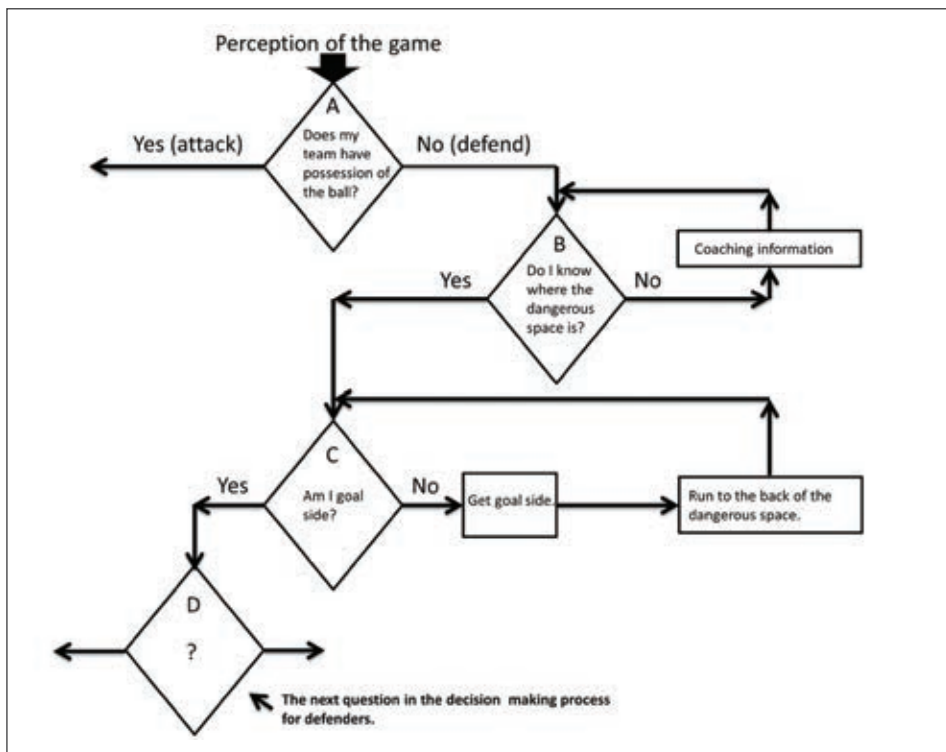 Perception of the game
A
Does my
team have
possession of
the ball?
Yes (attack)
No (defend)
B
Do I know
where the
dangerous
space is?
Yes
No
Coaching information
C
Am I goal
side?
Yes
No
Get goal side.
Run to the back of the
dangerous space.
D
?
The next question in the decision making process
for defenders.